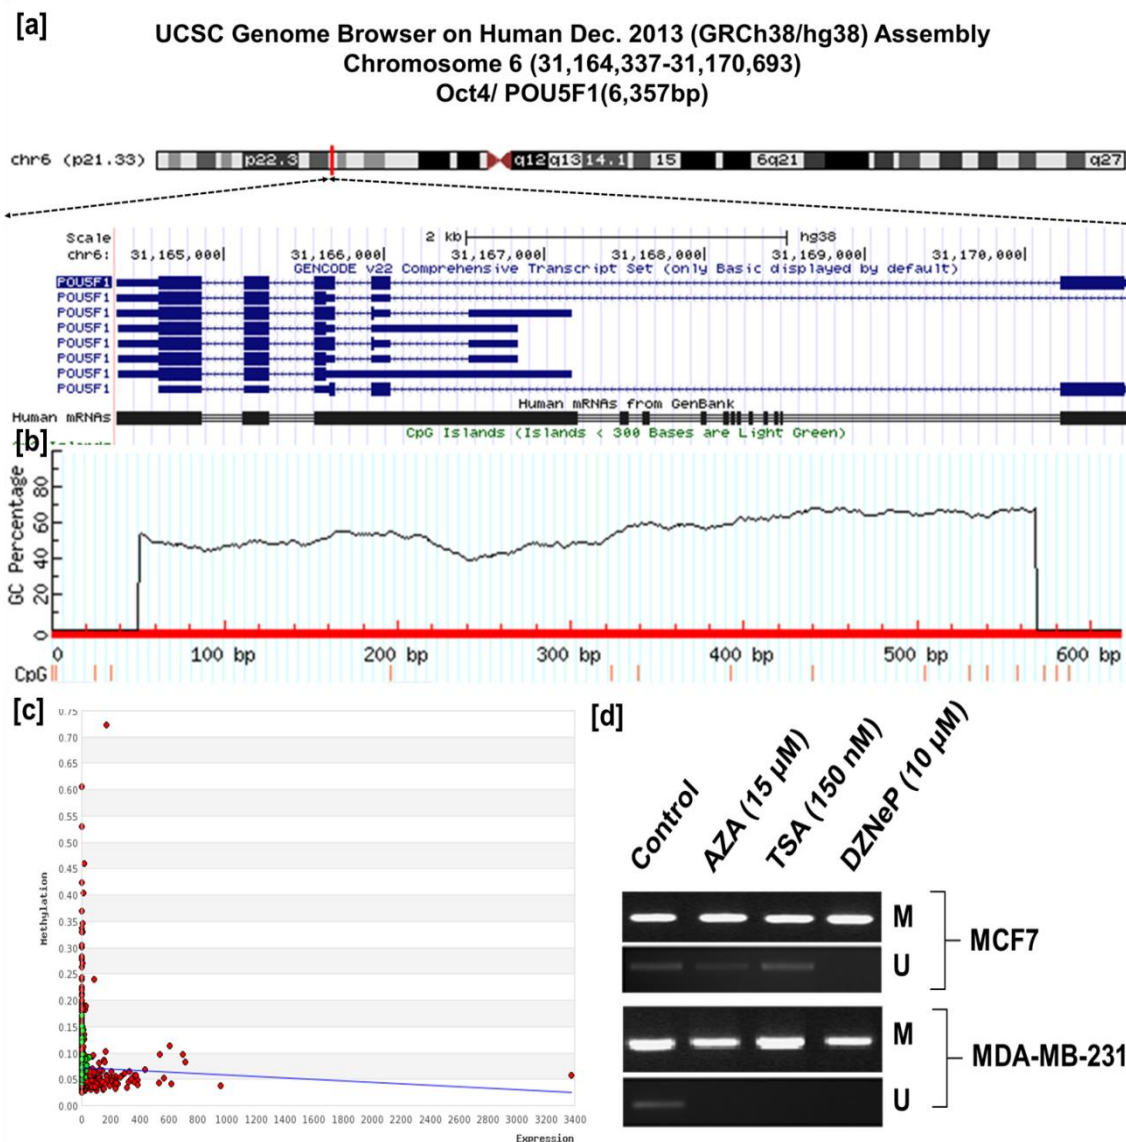 [a]
UCSC Genome Browser on Human Dec. 2013 (GRCh38/hg38) Assembly
Chromosome 6 (31,164,337-31,170,693)
Oct4/ POU5F1(6,357bp)
chr6 (p21.33) p22.3 q12 q13 14.1 15 6q21 q27
Scale 2 kb hg38
chr6: 31,165,000 31,166,000 31,167,000 31,168,000 31,169,000 31,170,000
GENCODE v22 Comprehensive Transcript Set (only Basic displayed by default)
POU5F1
POU5F1
POU5F1
POU5F1
POU5F1
POU5F1
POU5F1
POU5F1
Human mRNAs from GenBank
Human mRNAs
CpG Islands (Islands < 300 Bases are Light Green)
[b]
GC Percentage
80
60
40
20
0
0 100 bp 200 bp 300 bp 400 bp 500 bp 600 bp
CpG
[c]
Methylation
0.75
0.70
0.65
0.60
0.55
0.50
0.45
0.40
0.35
0.30
0.25
0.20
0.15
0.10
0.05
0.00
0 200 400 600 800 1000 1200 1400 1600 1800 2000 2200 2400 2600 2800 3000 3200 3400
Expression
[d]
Control AZA (15 µM) TSA (150 nM) DZNeP (10 µM)
M
U
MCF7
M
U
MDA-MB-231